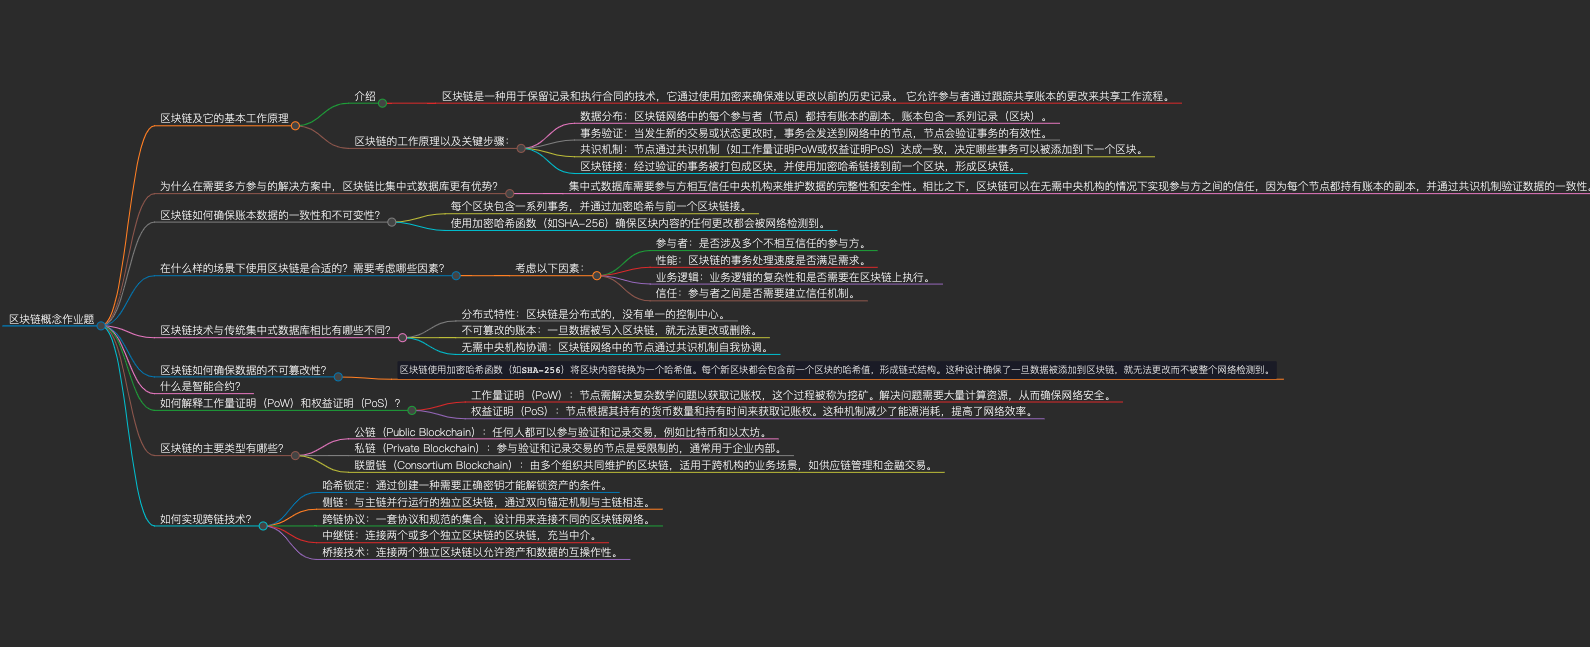 区块链概念作业题
区块链及它的基本工作原理
介绍
区块链是一种用于保留记录和执行合同的技术，它通过使用加密来确保难以更改以前的历史记录。 它允许参与者通过跟踪共享账本的更改来共享工作流程。
区块链的工作原理以及关键步骤：
数据分布：区块链网络中的每个参与者（节点）都持有账本的副本，账本包含一系列记录（区块）。
事务验证：当发生新的交易或状态更改时，事务会发送到网络中的节点，节点会验证事务的有效性。
共识机制：节点通过共识机制（如工作量证明PoW或权益证明PoS）达成一致，决定哪些事务可以被添加到下一个区块。
区块链接：经过验证的事务被打包成区块，并使用加密哈希链接到前一个区块，形成区块链。
为什么在需要多方参与的解决方案中，区块链比集中式数据库更有优势？
集中式数据库需要参与方相互信任中央机构来维护数据的完整性和安全性。相比之下，区块链可以在无需中央机构的情况下实现参与方之间的信任，因为每个节点都持有账本的副本，并通过共识机制验证数据的一致性。
区块链如何确保账本数据的一致性和不可变性？
每个区块包含一系列事务，并通过加密哈希与前一个区块链接。
使用加密哈希函数（如SHA-256）确保区块内容的任何更改都会被网络检测到。
在什么样的场景下使用区块链是合适的？需要考虑哪些因素？
考虑以下因素：
参与者：是否涉及多个不相互信任的参与方。
性能：区块链的事务处理速度是否满足需求。
业务逻辑：业务逻辑的复杂性和是否需要在区块链上执行。
信任：参与者之间是否需要建立信任机制。
区块链技术与传统集中式数据库相比有哪些不同？
分布式特性：区块链是分布式的，没有单一的控制中心。
不可篡改的账本：一旦数据被写入区块链，就无法更改或删除。
无需中央机构协调：区块链网络中的节点通过共识机制自我协调。
区块链如何确保数据的不可篡改性？
区块链使用加密哈希函数（如SHA-256）将区块内容转换为一个哈希值。每个新区块都会包含前一个区块的哈希值，形成链式结构。这种设计确保了一旦数据被添加到区块链，就无法更改而不被整个网络检测到。
什么是智能合约？
如何解释工作量证明（PoW）和权益证明（PoS）？
工作量证明（PoW）：节点需解决复杂数学问题以获取记账权，这个过程被称为挖矿。解决问题需要大量计算资源，从而确保网络安全。
权益证明（PoS）：节点根据其持有的货币数量和持有时间来获取记账权。这种机制减少了能源消耗，提高了网络效率。
区块链的主要类型有哪些？
公链（Public Blockchain）：任何人都可以参与验证和记录交易，例如比特币和以太坊。
私链（Private Blockchain）：参与验证和记录交易的节点是受限制的，通常用于企业内部。
联盟链（Consortium Blockchain）：由多个组织共同维护的区块链，适用于跨机构的业务场景，如供应链管理和金融交易。
如何实现跨链技术？
哈希锁定：通过创建一种需要正确密钥才能解锁资产的条件。
侧链：与主链并行运行的独立区块链，通过双向锚定机制与主链相连。
跨链协议：一套协议和规范的集合，设计用来连接不同的区块链网络。
中继链：连接两个或多个独立区块链的区块链，充当中介。
桥接技术：连接两个独立区块链以允许资产和数据的互操作性。